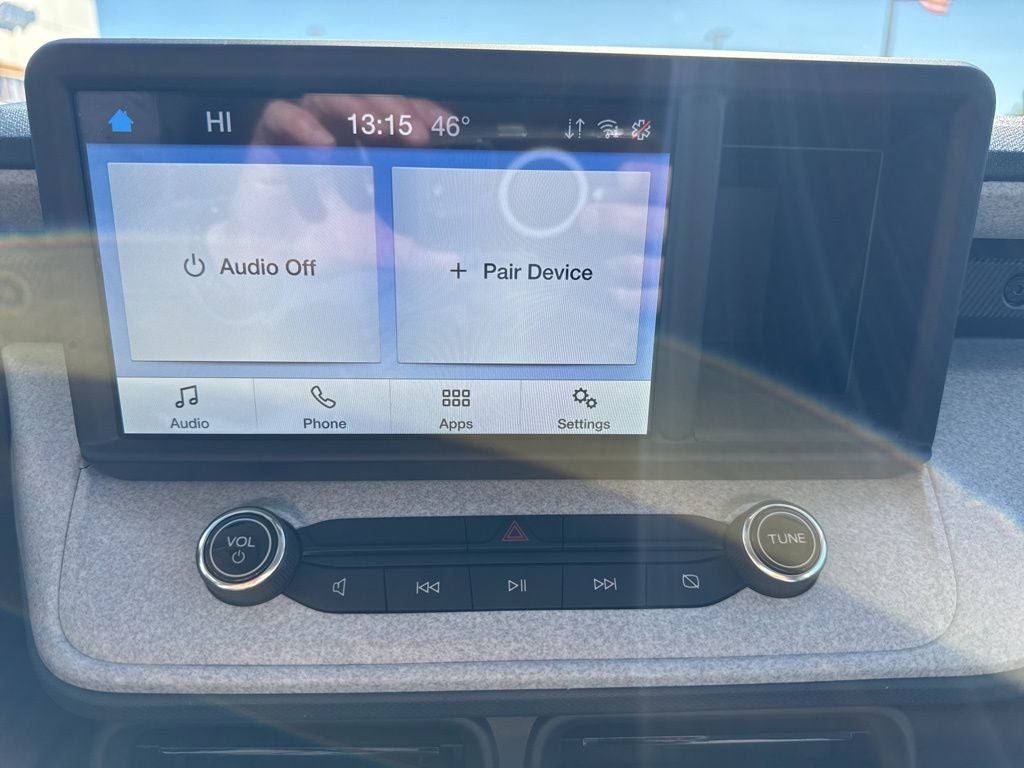 HI 13:15 46°
Audio Off
+ Pair Device
Audio Phone Apps Settings
VOL
TUNE